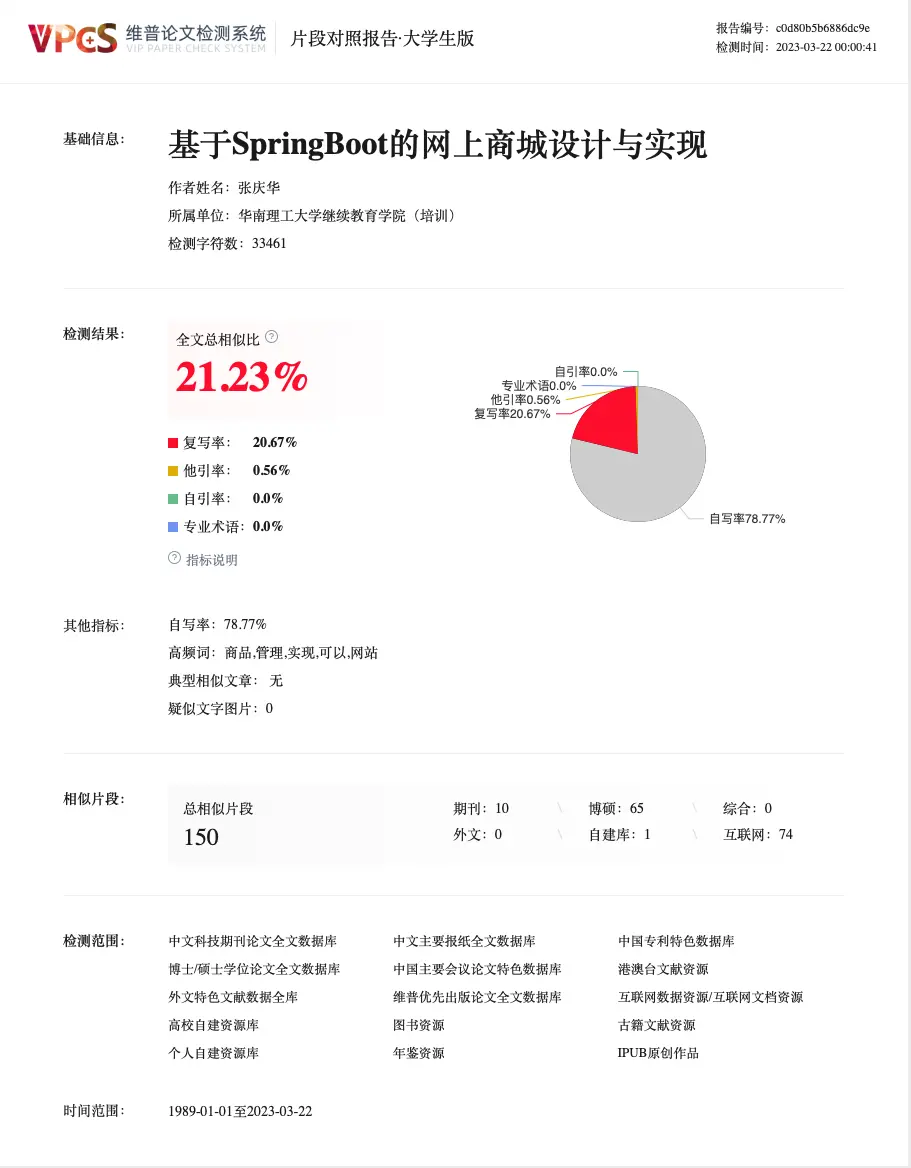 VPCS 维普论文检测系统
VIP PAPER CHECK SYSTEM
片段对照报告·大学生版
报告编号：c0d80b5b6886dc9e
检测时间：2023-03-22 00:00:41
基础信息：
基于SpringBoot的网上商城设计与实现
作者姓名：张庆华
所属单位：华南理工大学继续教育学院（培训）
检测字符数：33461
检测结果：
全文总相似比 ?
21.23%
复写率： 20.67%
他引率： 0.56%
自引率： 0.0%
专业术语：0.0%
? 指标说明
自引率0.0%
专业术语0.0%
他引率0.56%
复写率20.67%
自写率78.77%
其他指标：
自写率：78.77%
高频词：商品,管理,实现,可以,网站
典型相似文章： 无
疑似文字图片：0
相似片段：
总相似片段
150
期刊：10 \ 博硕：65 \ 综合：0
外文：0 \ 自建库：1 \ 互联网：74
检测范围：
中文科技期刊论文全文数据库 中文主要报纸全文数据库 中国专利特色数据库
博士/硕士学位论文全文数据库 中国主要会议论文特色数据库 港澳台文献资源
外文特色文献数据全库 维普优先出版论文全文数据库 互联网数据资源/互联网文档资源
高校自建资源库 图书资源 古籍文献资源
个人自建资源库 年鉴资源 IPUB原创作品
时间范围：
1989-01-01至2023-03-22